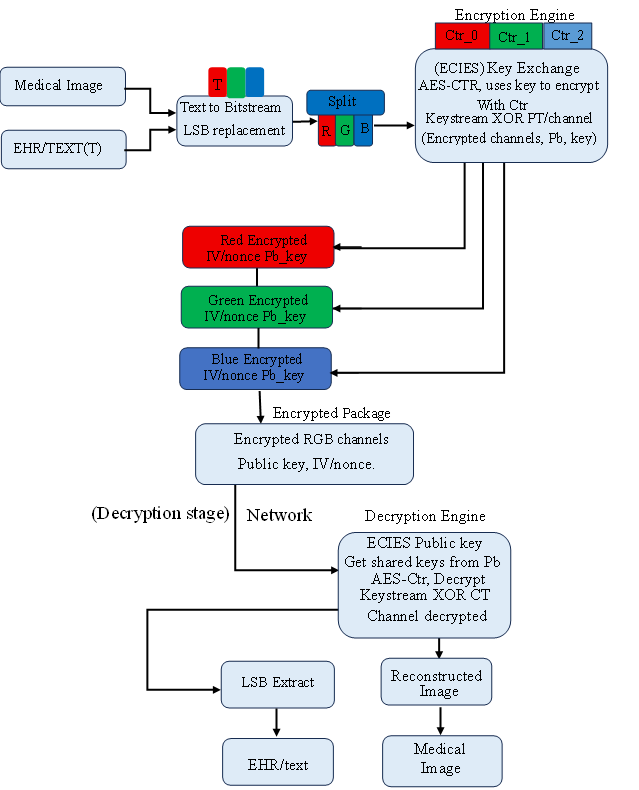 Encryption Engine
Ctr_0
Ctr_1
Ctr_2
(ECIES) Key Exchange
AES-CTR, uses key to encrypt
With Ctr
Keystream XOR PT/channel
(Encrypted channels, Pb, key)
Medical Image
EHR/TEXT(T)
T
Text to Bitstream
LSB replacement
Split
R
G
B
Red Encrypted
IV/nonce Pb_key
Green Encrypted
IV/nonce Pb_key
Blue Encrypted
IV/nonce Pb_key
Encrypted Package
Encrypted RGB channels
Public key, IV/nonce.
(Decryption stage)
Network
Decryption Engine
ECIES Public key
Get shared keys from Pb
AES-Ctr, Decrypt
Keystream XOR CT
Channel decrypted
LSB Extract
EHR/text
Reconstructed
Image
Medical
Image